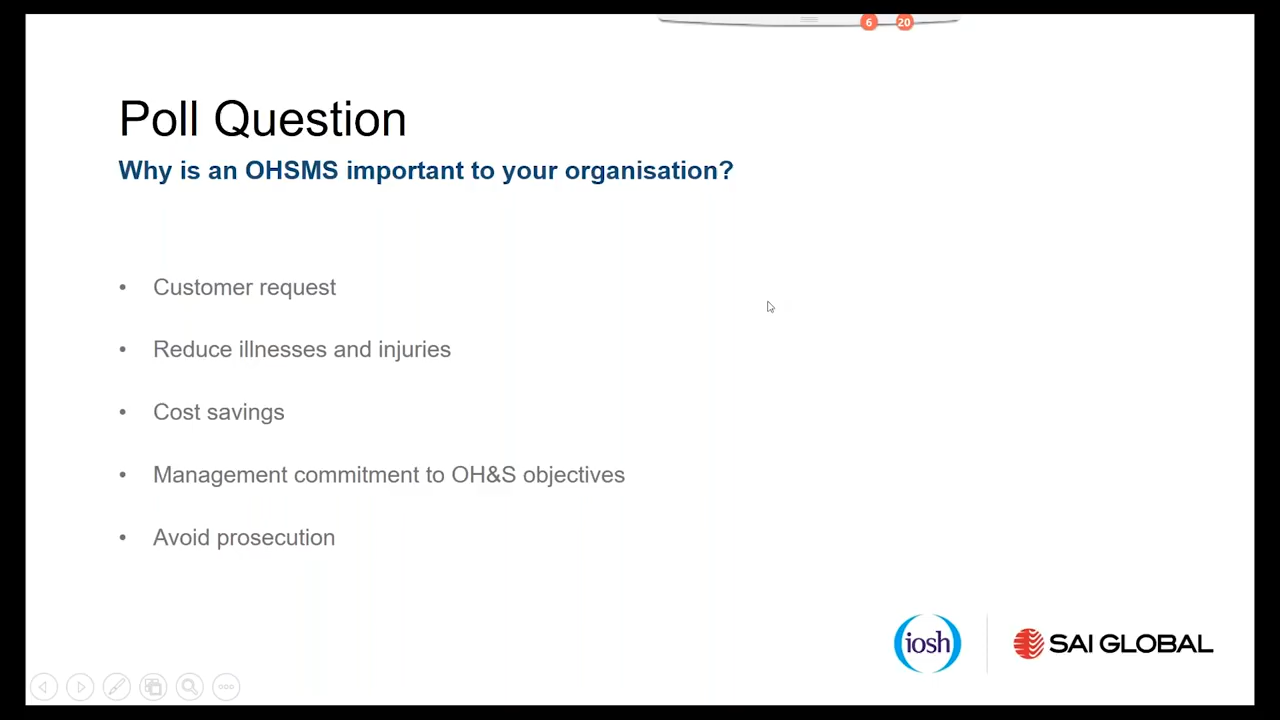 6 20
Poll Question
Why is an OHSMS important to your organisation?
• Customer request
• Reduce illnesses and injuries
• Cost savings
• Management commitment to OH&S objectives
• Avoid prosecution
iosh
SAI GLOBAL